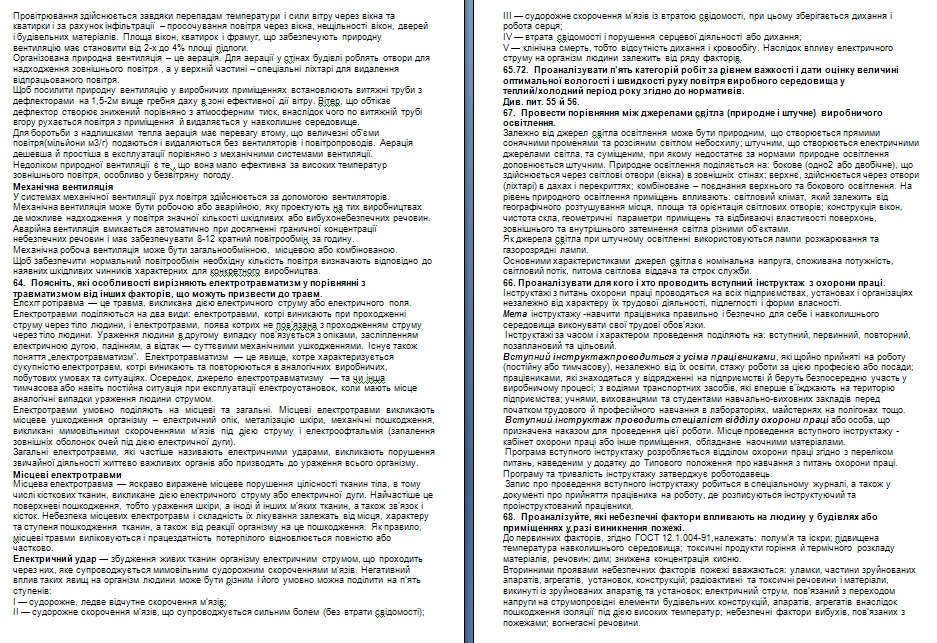 Провітрювання здійснюється завдяки перепадам температури і сили вітру через вікна та
кватирки і за рахунок інфільтрації – просочування повітря через вікна, нещільності вікон, дверей
і будівельних матеріалів. Площа вікон, кватирок і фрамуг, що забезпечують природну
вентиляцію має становити від 2-х до 4% площі підлоги.
Організована природна вентиляція – це аерація. Для аерації у стінах будівлі роблять отвори для
надходження зовнішнього повітря , а у верхній частині – спеціальні ліхтарі для видалення
відпрацьованого повітря.
Щоб посилити природну вентиляцію у виробничих приміщеннях встановлюють витяжні труби з
дефлекторами на 1,5-2м вище гребня даху в зоні ефективної дії вітру. Вітер, що обтікає
дефлектор створює знижений порівняно з атмосферним тиск, внаслідок чого по витяжній трубі
вгору рухається повітря з приміщення й видаляється у навколишнє середовище.
Для боротьби з надлишками тепла аерація має перевагу втому, що величезні об'єми
повітря(мільйони м3/г) подаються і видаляються без вентиляторів і повітропроводів. Аерація
дешевша й простіша в експлуатації порівняно з механічними системами вентиляції.
Недоліком природної вентиляції є те, що вона мало ефективна за високих температур
зовнішнього повітря, особливо у безвітряну погоду.
Механічна вентиляція
У системах механічної вентиляції рух повітря здійснюється за допомогою вентиляторів.
Механічна вентиляція може бути робочою або аварійною, яку проектують на тих виробництвах
де можливе надходження у повітря значної кількості шкідливих або вибухонебезпечних речовин.
Аварійна вентиляція вмикається автоматично при досягненні граничної концентрації
небезпечних речовин і має забезпечувати 8-12 кратний повітрообмін за годину.
Механічна робоча вентиляція може бути загальнообмінною, місцевою або комбінованою.
Щоб забезпечити нормальний повітрообмін необхідну кількість повітря визначають відповідно до
наявних шкідливих чинників характерних для конкретного виробництва.
64. Поясніть, які особливості вирізняють електротравматизм у порівнянні з
травматизмом від інших факторів, що можуть призвести до травм.
Електротравма — це травма, викликана дією електричного струму або електричного поля.
Електротравми поділяються на два види: електротравми, котрі виникають при проходженні
струму через тіло людини, і електротравми, поява котрих не пов'язана з проходженням струму
через тіло людини. Ураження людини в другому випадку пов'язується з опіками, засліпленням
електричною дугою, падінням, а відтак — суттєвими механічними ушкодженнями. Існує також
поняття „електротравматизм". Електротравматизм — це явище, котре характеризується
сукупністю електротравм, котрі виникають та повторюються в аналогічних виробничих,
побутових умовах та ситуаціях. Осередок, джерело електротравматизму — та чи інша
тимчасова або навіть постійна ситуація при експлуатації електроустановок, коли мають місце
аналогічні випадки ураження людини струмом.
Електротравми умовно поділяють на місцеві та загальні. Місцеві електротравми викликають
місцеве ушкодження організму – електричний опік, металізацію шкіри, механічні пошкодження,
викликані мимовільними скороченнями м'язів під дією струму і електроофтальмія (запалення
зовнішніх оболонок очей під дією електричної дуги).
Загальні електротравми, які частіше називають електричними ударами, викликають порушення
звичайної діяльності життєво важливих органів або призводять до ураження всього організму.
Місцеві електротравми
Місцева електротравма — яскраво виражене місцеве порушення цілісності тканин тіла, в тому
числі кісткових тканин, викликане дією електричного струму або електричної дуги. Найчастіше це
поверхневі пошкодження, тобто ураження шкіри, а іноді й інших м'яких тканин, а також зв'язок і
кісток. Небезпека місцевих електротравм і складність їх лікування залежать від місця, характеру
та ступеня пошкодження тканин, а також від реакції організму на це пошкодження. Як правило,
місцеві травми виліковуються і працездатність потерпілого відновлюється повністю або
частково.
Електричний удар — збудження живих тканин організму електричним струмом, що проходить
через них, яке супроводжується мимовільним судорожним скороченням м'язів. Негативний
вплив таких явищ на організм людини може бути різним і його умовно можна поділити на п'ять
ступенів:
I — судорожне, ледве відчутне скорочення м'язів;
II — судорожне скорочення м'язів, що супроводжується сильним болем (без втрати свідомості);
III — судорожне скорочення м'язів із втратою свідомості, при цьому зберігається дихання і
робота серця;
IV — втрата свідомості і порушення серцевої діяльності або дихання;
V — клінічна смерть, тобто відсутність дихання і кровообігу. Наслідок впливу електричного
струму на організм людини залежить від ряду факторів.
65.72. Проаналізувати п'ять категорій робіт за рівнем важкості і дати оцінку величині
оптимальної вологості і швидкості руху повітря виробничого середовища у
теплий/холодний період року згідно до нормативів.
Див. пит. 55 й 56.
67. Провести порівняння між джерелами світла (природне і штучне) виробничого
освітлення.
Залежно від джерел світла освітлення може бути природним, що створюється прямими
сонячними променями та розсіяним світлом небосхилу; штучним, що створюється електричними
джерелами світла, та суміщеним, при якому недостатнє за нормами природне освітлення
доповнюється штучним. Природне освітлення поділяється на: бокове (одно2 або двобічне), що
здійснюється через світлові отвори (вікна) в зовнішніх стінах; верхнє, здійснюється через отвори
(ліхтарі) в дахах і перекриттях; комбіноване – поєднання верхнього та бокового освітлення. На
рівень природного освітлення приміщень впливають: світловий клімат, який залежить від
географічного розтушування місця, площа та орієнтація світлових отворів; конструкція вікон,
чистота скла, геометричні параметри приміщень та відбиваючі властивості поверхонь,
зовнішнього та внутрішнього затемнення світла різними об'єктами.
Як джерела світла при штучному освітленні використовуються лампи розжарювання та
газорозрядні лампи.
Основними характеристиками джерел світла є номінальна напруга, споживана потужність,
світловий потік, питома світлова віддача та строк служби.
66. Проаналізувати для кого і хто проводить вступний інструктаж з охорони праці.
Інструктажі з питань охорони праці проводяться на всіх підприємствах, установах і організаціях
незалежно від характеру їх трудової діяльності, підлеглості і форми власності.
Мета інструктажу -навчити працівника правильно і безпечно для себе і навколишнього
середовища виконувати свої трудові обов'язки.
Інструктажі за часом і характером проведення поділяють на: вступний, первинний, повторний,
позаплановий та цільовий.
Вступний інструктажпроводиться з усіма працівниками, які щойно прийняті на роботу
(постійну або тимчасову), незалежно від їх освіти, стажу роботи за цією професією або посади;
працівниками, які знаходяться у відрядженні на підприємстві й беруть безпосередню участь у
виробничому процесі; з водіями транспортних засобів, які вперше в'їжджають на територію
підприємства; учнями, вихованцями та студентами навчально-виховних закладів перед
початком трудового й професійного навчання в лабораторіях, майстернях на полігонах тощо.
Вступний інструктаж проводить спеціаліст відділу охорони праці або особа, що
призначена наказом для проведення цієї роботи. Місце проведення вступного інструктажу -
кабінет охорони праці або інше приміщення, обладнане наочними матеріалами.
Програма вступного інструктажу розробляється відділом охорони праці згідно з переліком
питань, наведеним у додатку до Типового положення про навчання з питань охорони праці.
Програму та тривалість інструктажу затверджує роботодавець.
Запис про проведення вступного інструктажу робиться в спеціальному журналі, а також у
документі про прийняття працівника на роботу, де розписуються інструктуючий та
проінструктований працівники.
68. Проаналізуйте, які небезпечні фактори впливають на людину у будівлях або
приміщеннях у разі виникнення пожежі.
До первинних факторів, згідно ГОСТ 12.1.004-91,належать: полум'я та іскри; підвищена
температура навколишнього середовища; токсичні продукти горіння й термічного розкладу
матеріалів, речовин; дим; знижена концентрація кисню.
Вторинними проявами небезпечних факторів пожежі вважаються: уламки, частини зруйнованих
апаратів, агрегатів, установок, конструкцій; радіоактивні та токсичні речовини і матеріали,
викинуті із зруйнованих апаратів та установок; електричний струм, пов'язаний з переходом
напруги на струмопровідні елементи будівельних конструкцій, апаратів, агрегатів внаслідок
пошкодження ізоляції під дією високих температур; небезпечні фактори вибухів, пов'язаних з
пожежами; вогнегасні речовини.